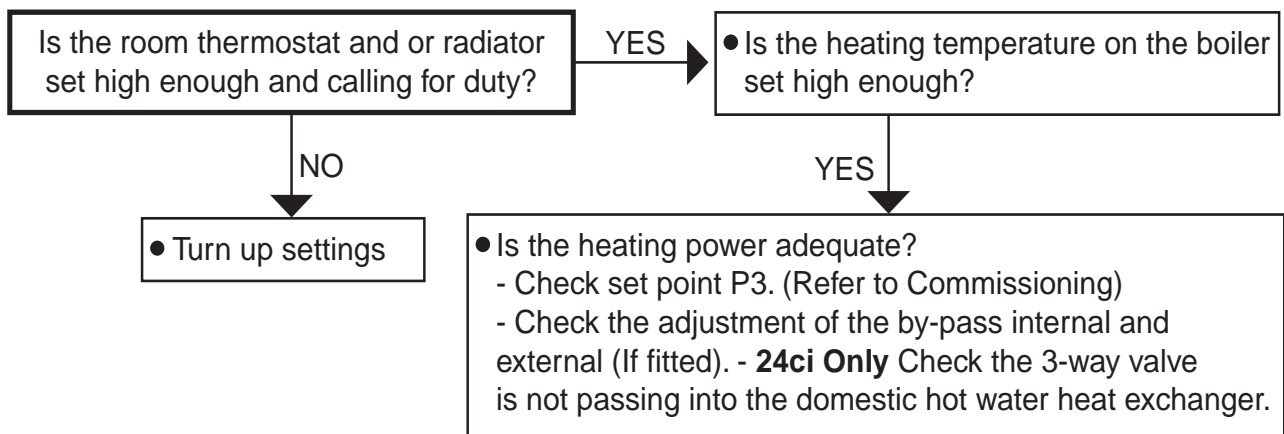 Is the room thermostat and or radiator
set high enough and calling for duty?
YES
● Is the heating temperature on the boiler
set high enough?
NO
YES
● Turn up settings
● Is the heating power adequate?
- Check set point P3. (Refer to Commissioning)
- Check the adjustment of the by-pass internal and
external (If fitted). - 24ci Only Check the 3-way valve
is not passing into the domestic hot water heat exchanger.